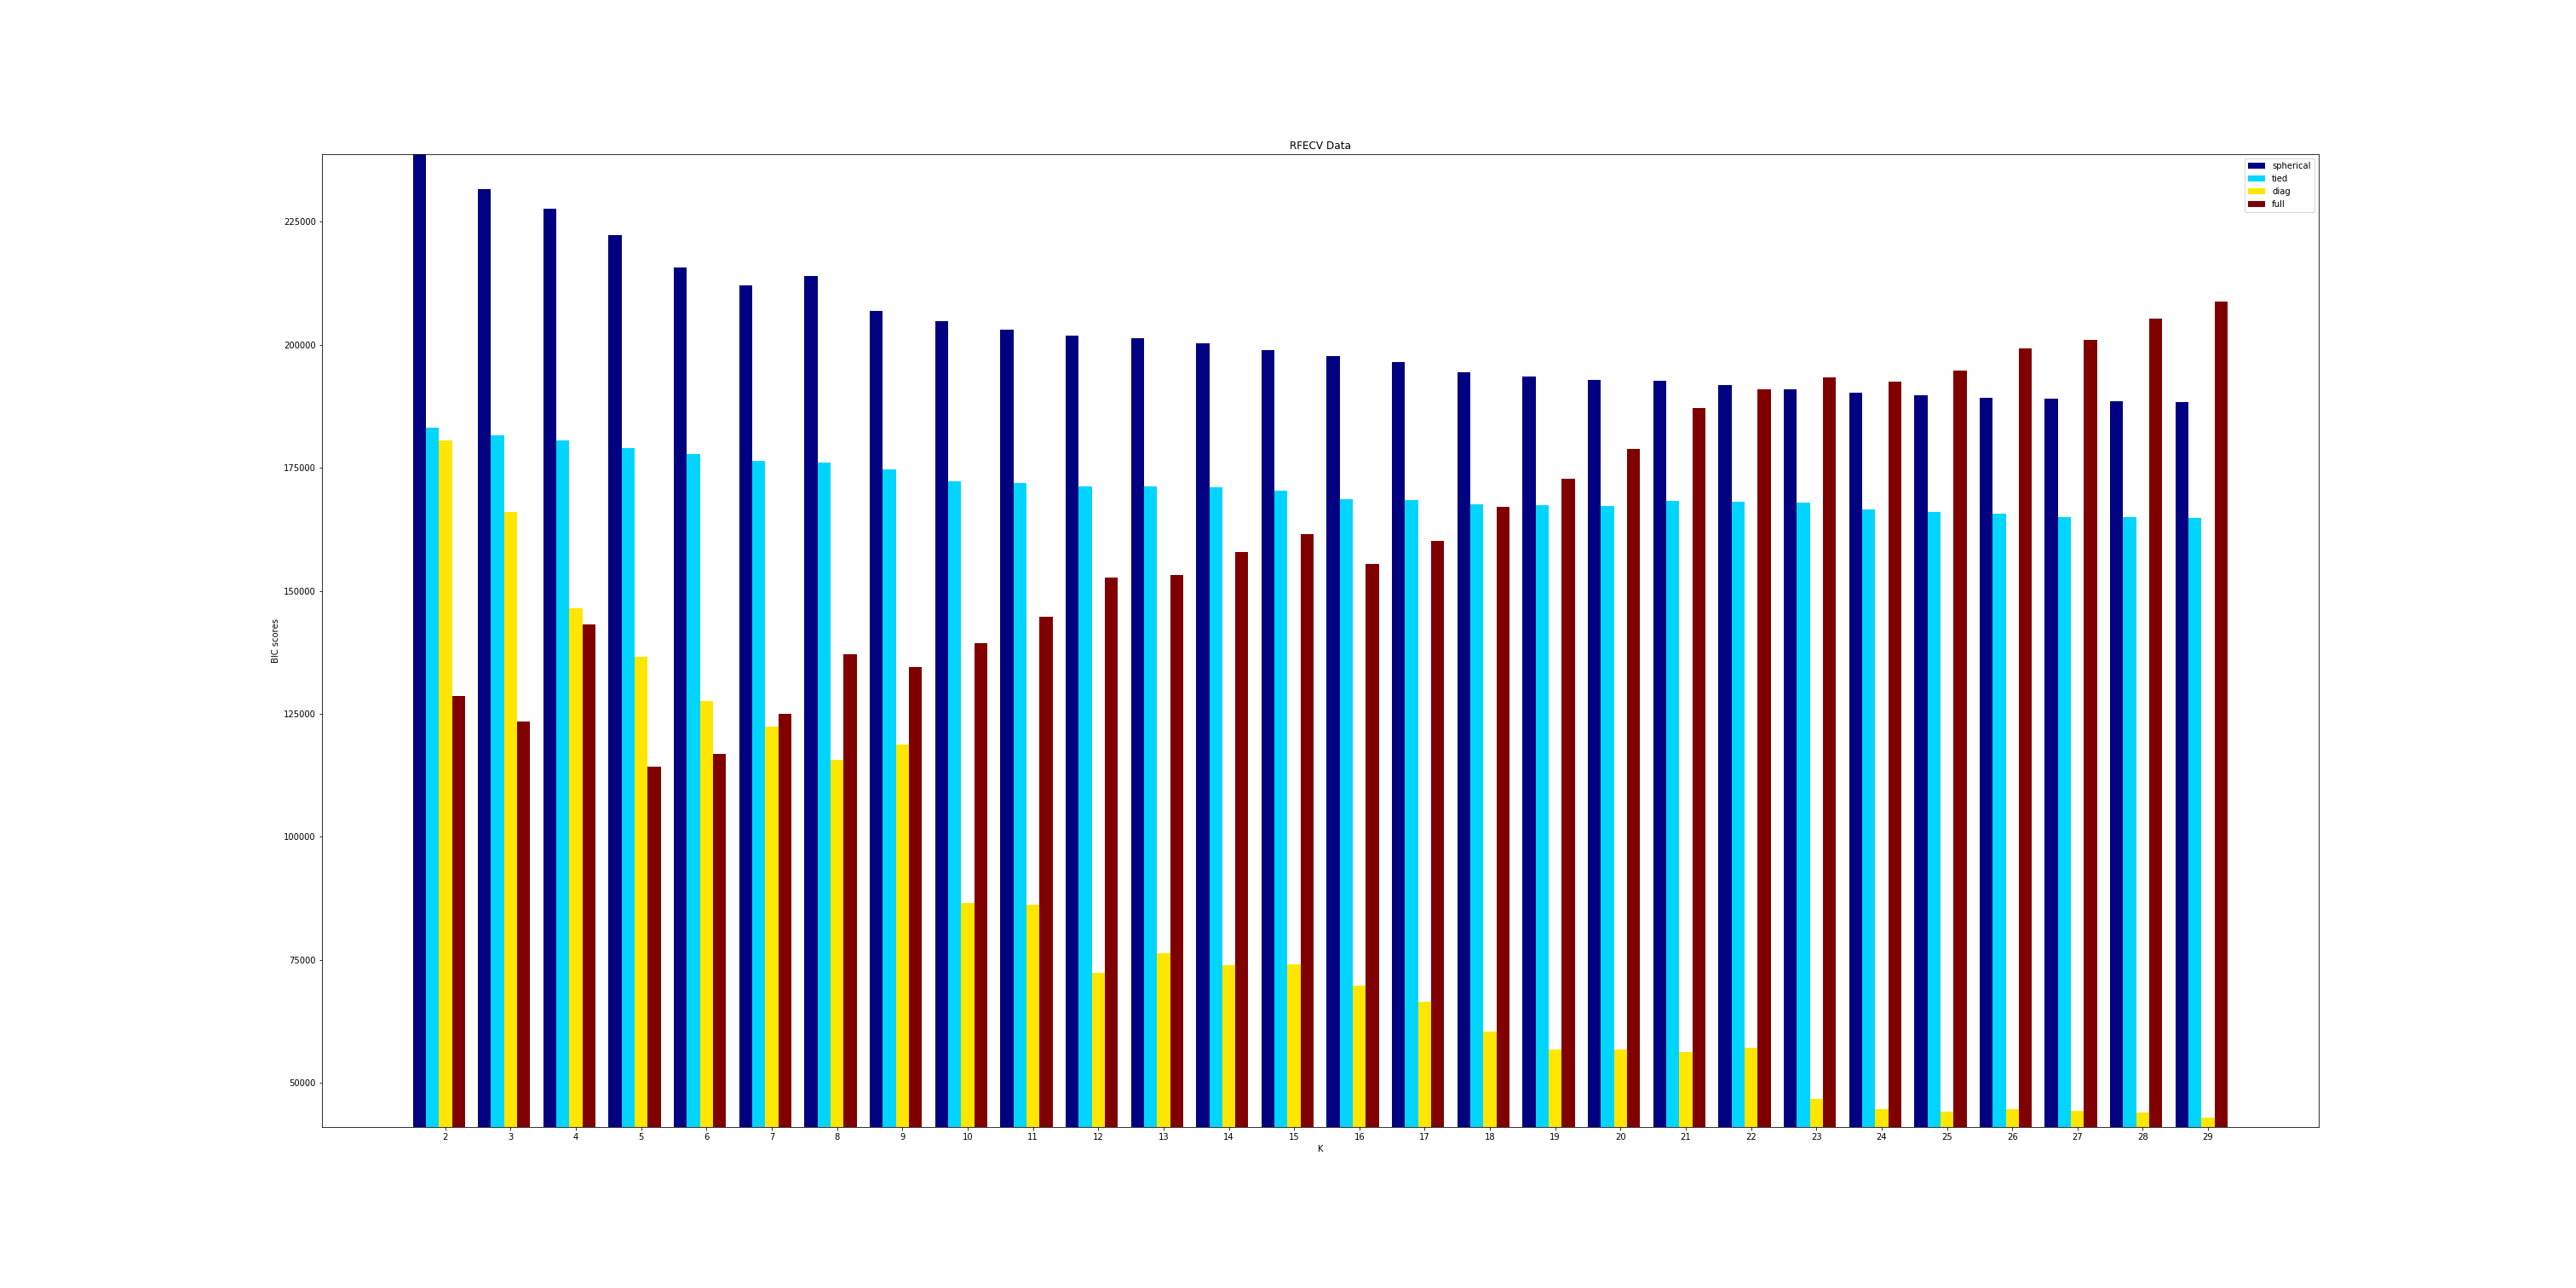 RFECV Data
spherical
tied
diag
full
225000
200000
175000
150000
125000
100000
75000
50000
BIC scores
2 3 4 5 6 7 8 9 10 11 12 13 14 15 16 17 18 19 20 21 22 23 24 25 26 27 28 29
K